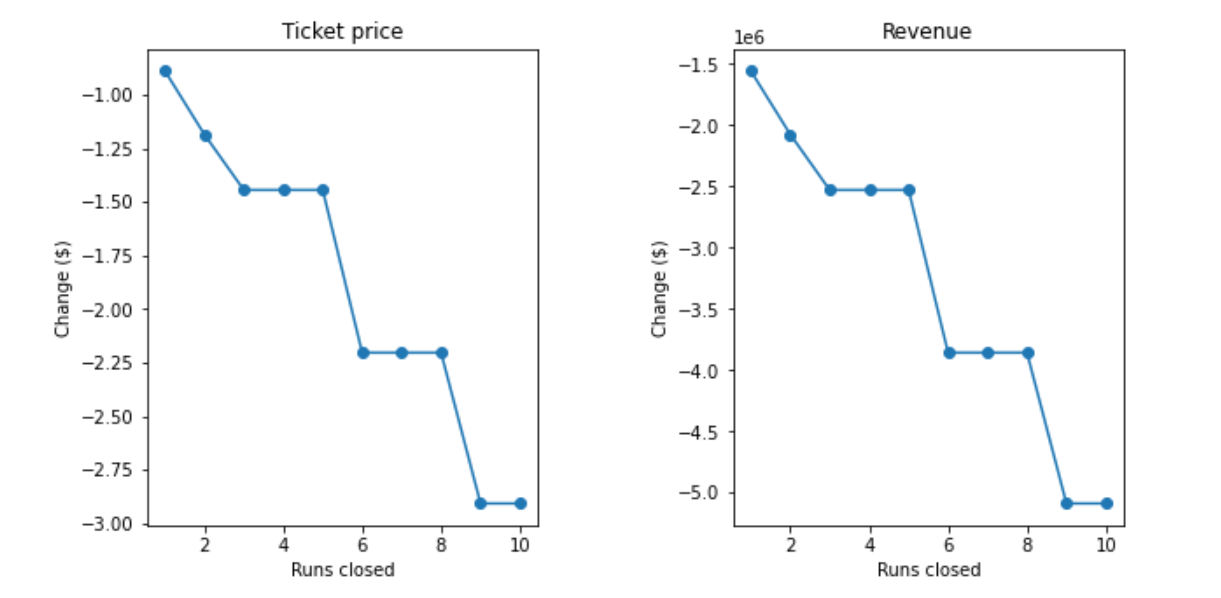 Ticket price
−1.00
−1.25
−1.50
−1.75
−2.00
−2.25
−2.50
−2.75
−3.00
Change ($)
2 4 6 8 10
Runs closed
Revenue
1e6
−1.5
−2.0
−2.5
−3.0
−3.5
−4.0
−4.5
−5.0
Change ($)
2 4 6 8 10
Runs closed